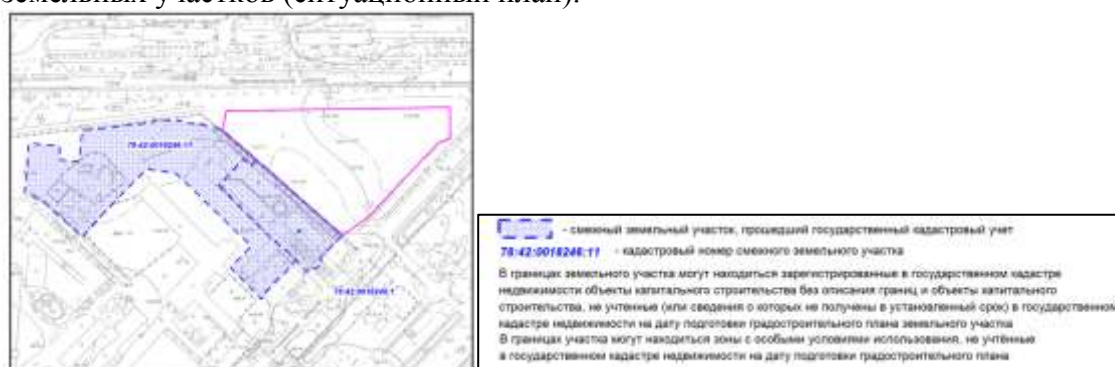 земельных участков (ситуационный план).
78:42:0018246:11
78:42:0018246:1
- смежный земельный участок, прошедший государственный кадастровый учет
78:42:0018246:11 - кадастровый номер смежного земельного участка
В границах земельного участка могут находиться зарегистрированные в государственном кадастре
недвижимости объекты капитального строительства без описания границ и объекты капитального
строительства, не учтенные (или сведения о которых не получены в установленный срок) в государственном
кадастре недвижимости на дату подготовки градостроительного плана земельного участка
В границах участка могут находиться зоны с особыми условиями использования, не учтённые
в государственном кадастре недвижимости на дату подготовки градостроительного плана